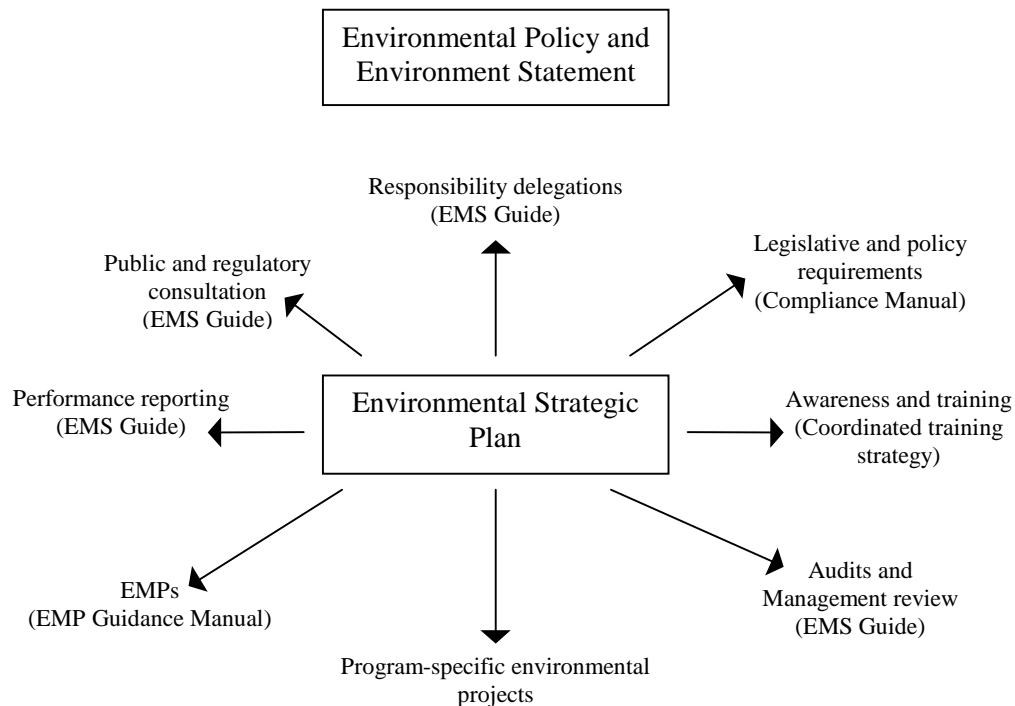 Environmental Policy and
Environment Statement
Responsibility delegations
(EMS Guide)
Public and regulatory
consultation
(EMS Guide)
Legislative and policy
requirements
(Compliance Manual)
Performance reporting
(EMS Guide)
Environmental Strategic
Plan
Awareness and training
(Coordinated training
strategy)
EMPs
(EMP Guidance Manual)
Audits and
Management review
(EMS Guide)
Program-specific environmental
projects